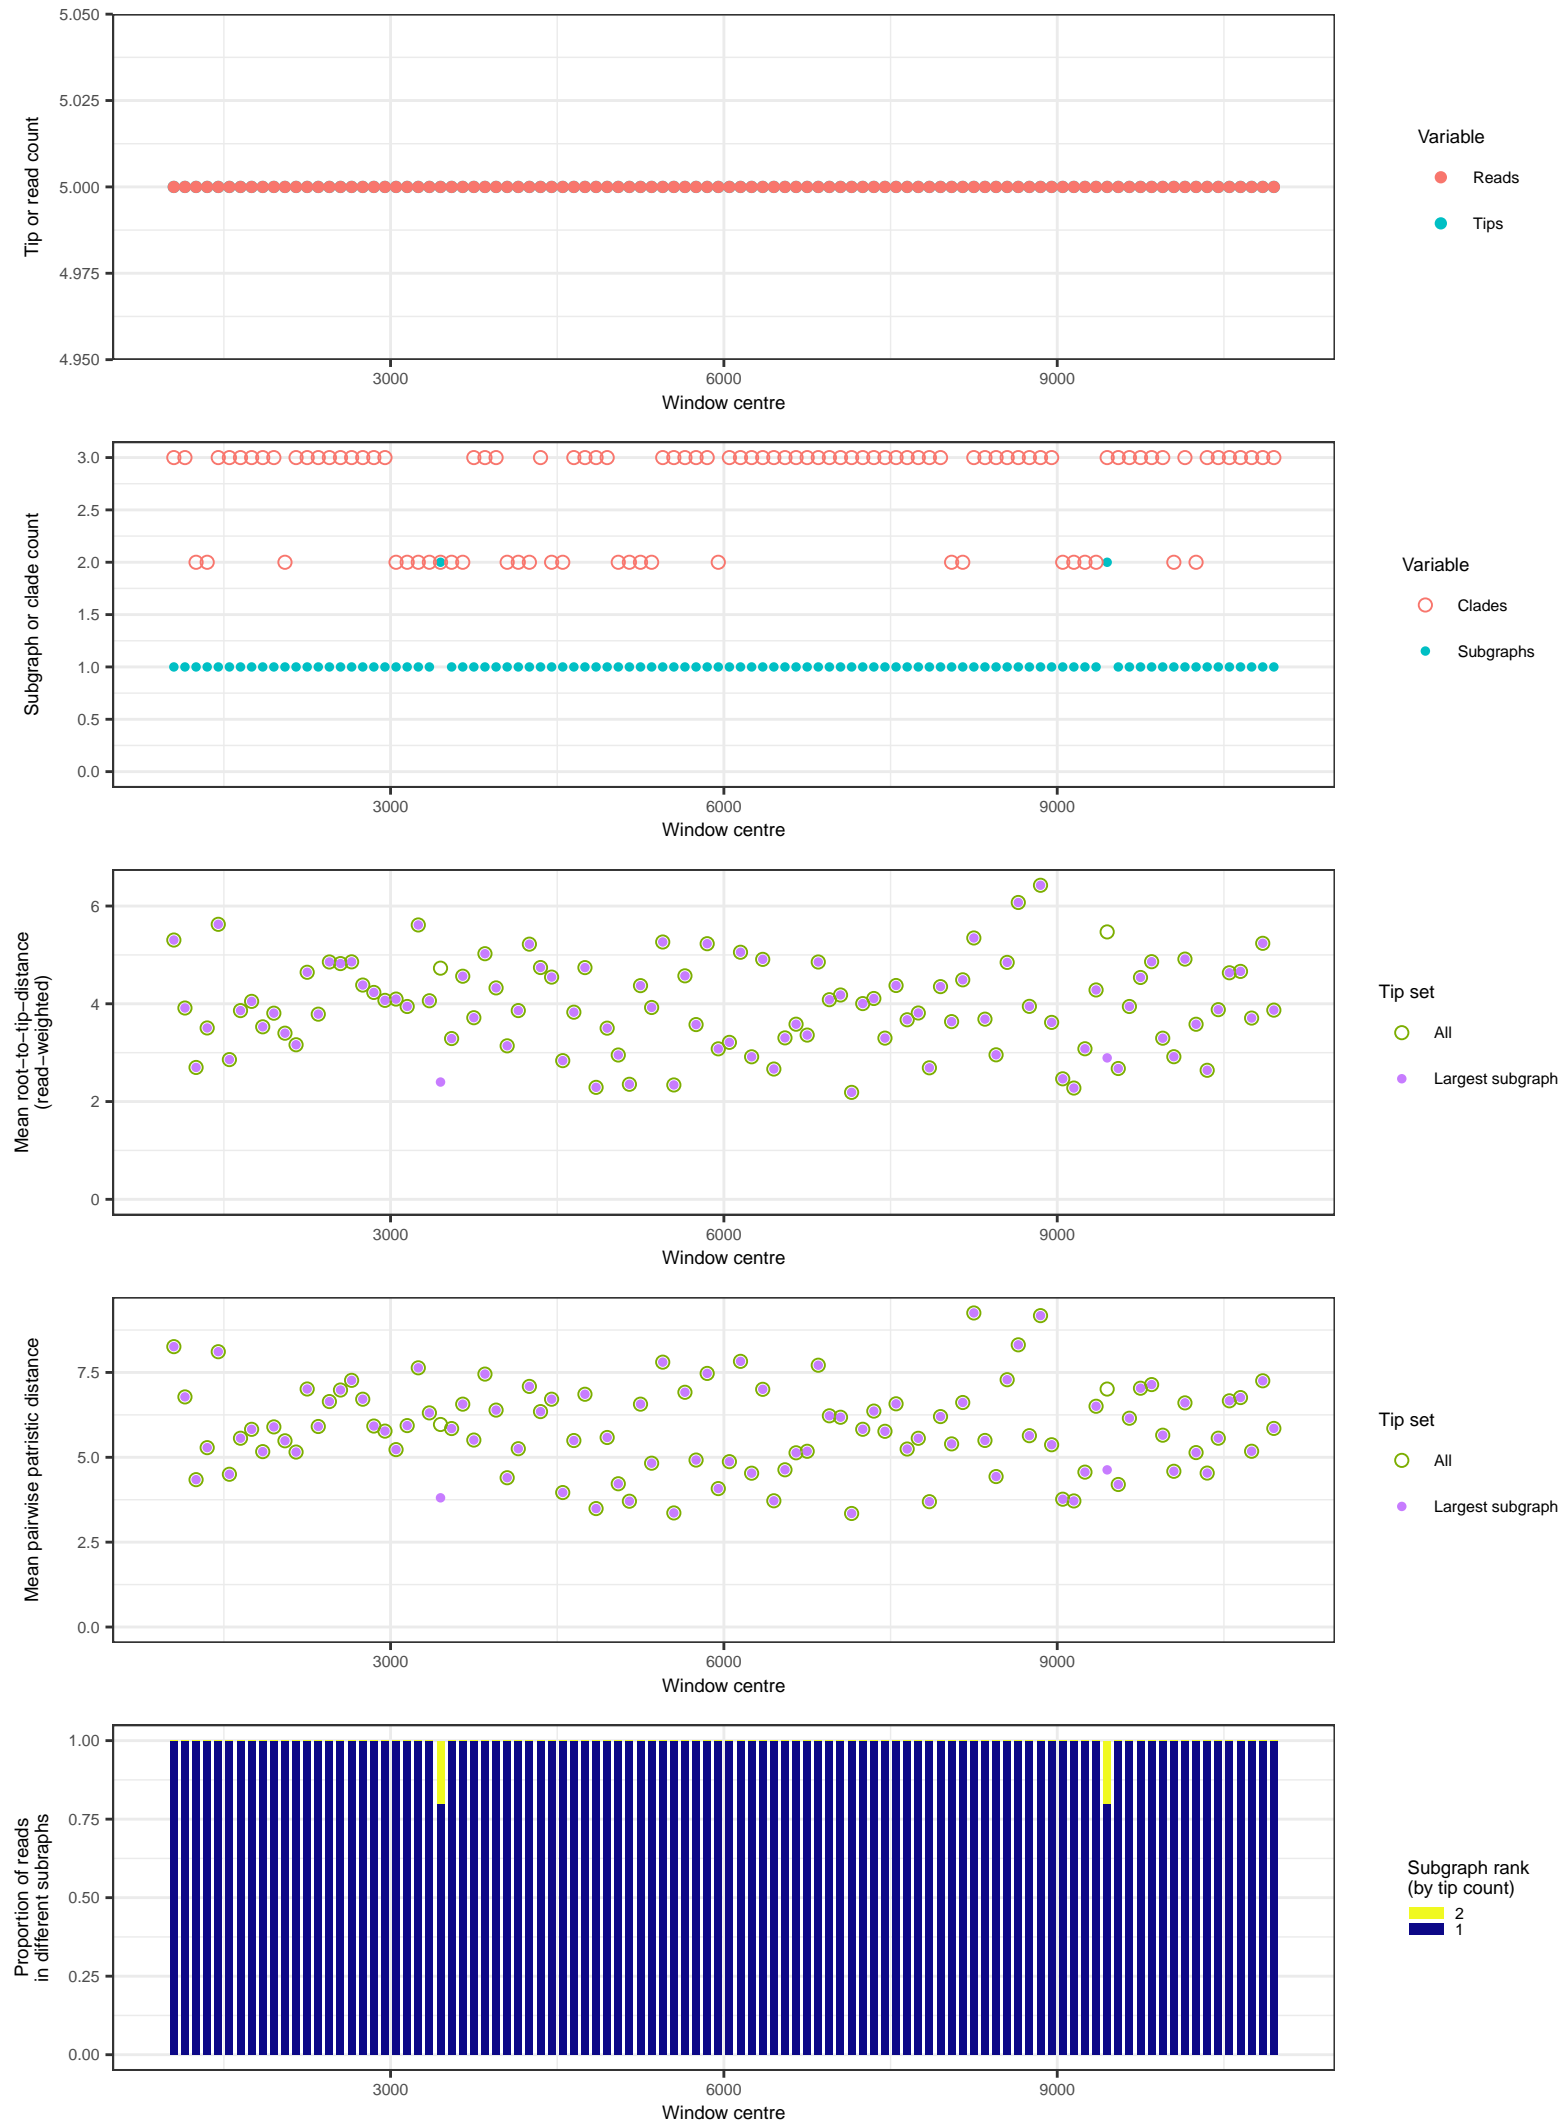 5.050
5.025
5.000
4.975
4.950
Tip or read count
3000 6000 9000
Window centre
Variable
Reads
Tips
3.0
2.5
2.0
1.5
1.0
0.5
0.0
Subgraph or clade count
3000 6000 9000
Window centre
Variable
Clades
Subgraphs
6
4
2
0
Mean root−to−tip−distance
(read−weighted)
3000 6000 9000
Window centre
Tip set
All
Largest subgraph
7.5
5.0
2.5
0.0
Mean pairwise patristic distance
3000 6000 9000
Window centre
Tip set
All
Largest subgraph
1.00
0.75
0.50
0.25
0.00
Proportion of reads
in different subraphs
3000 6000 9000
Window centre
Subgraph rank
(by tip count)
2
1